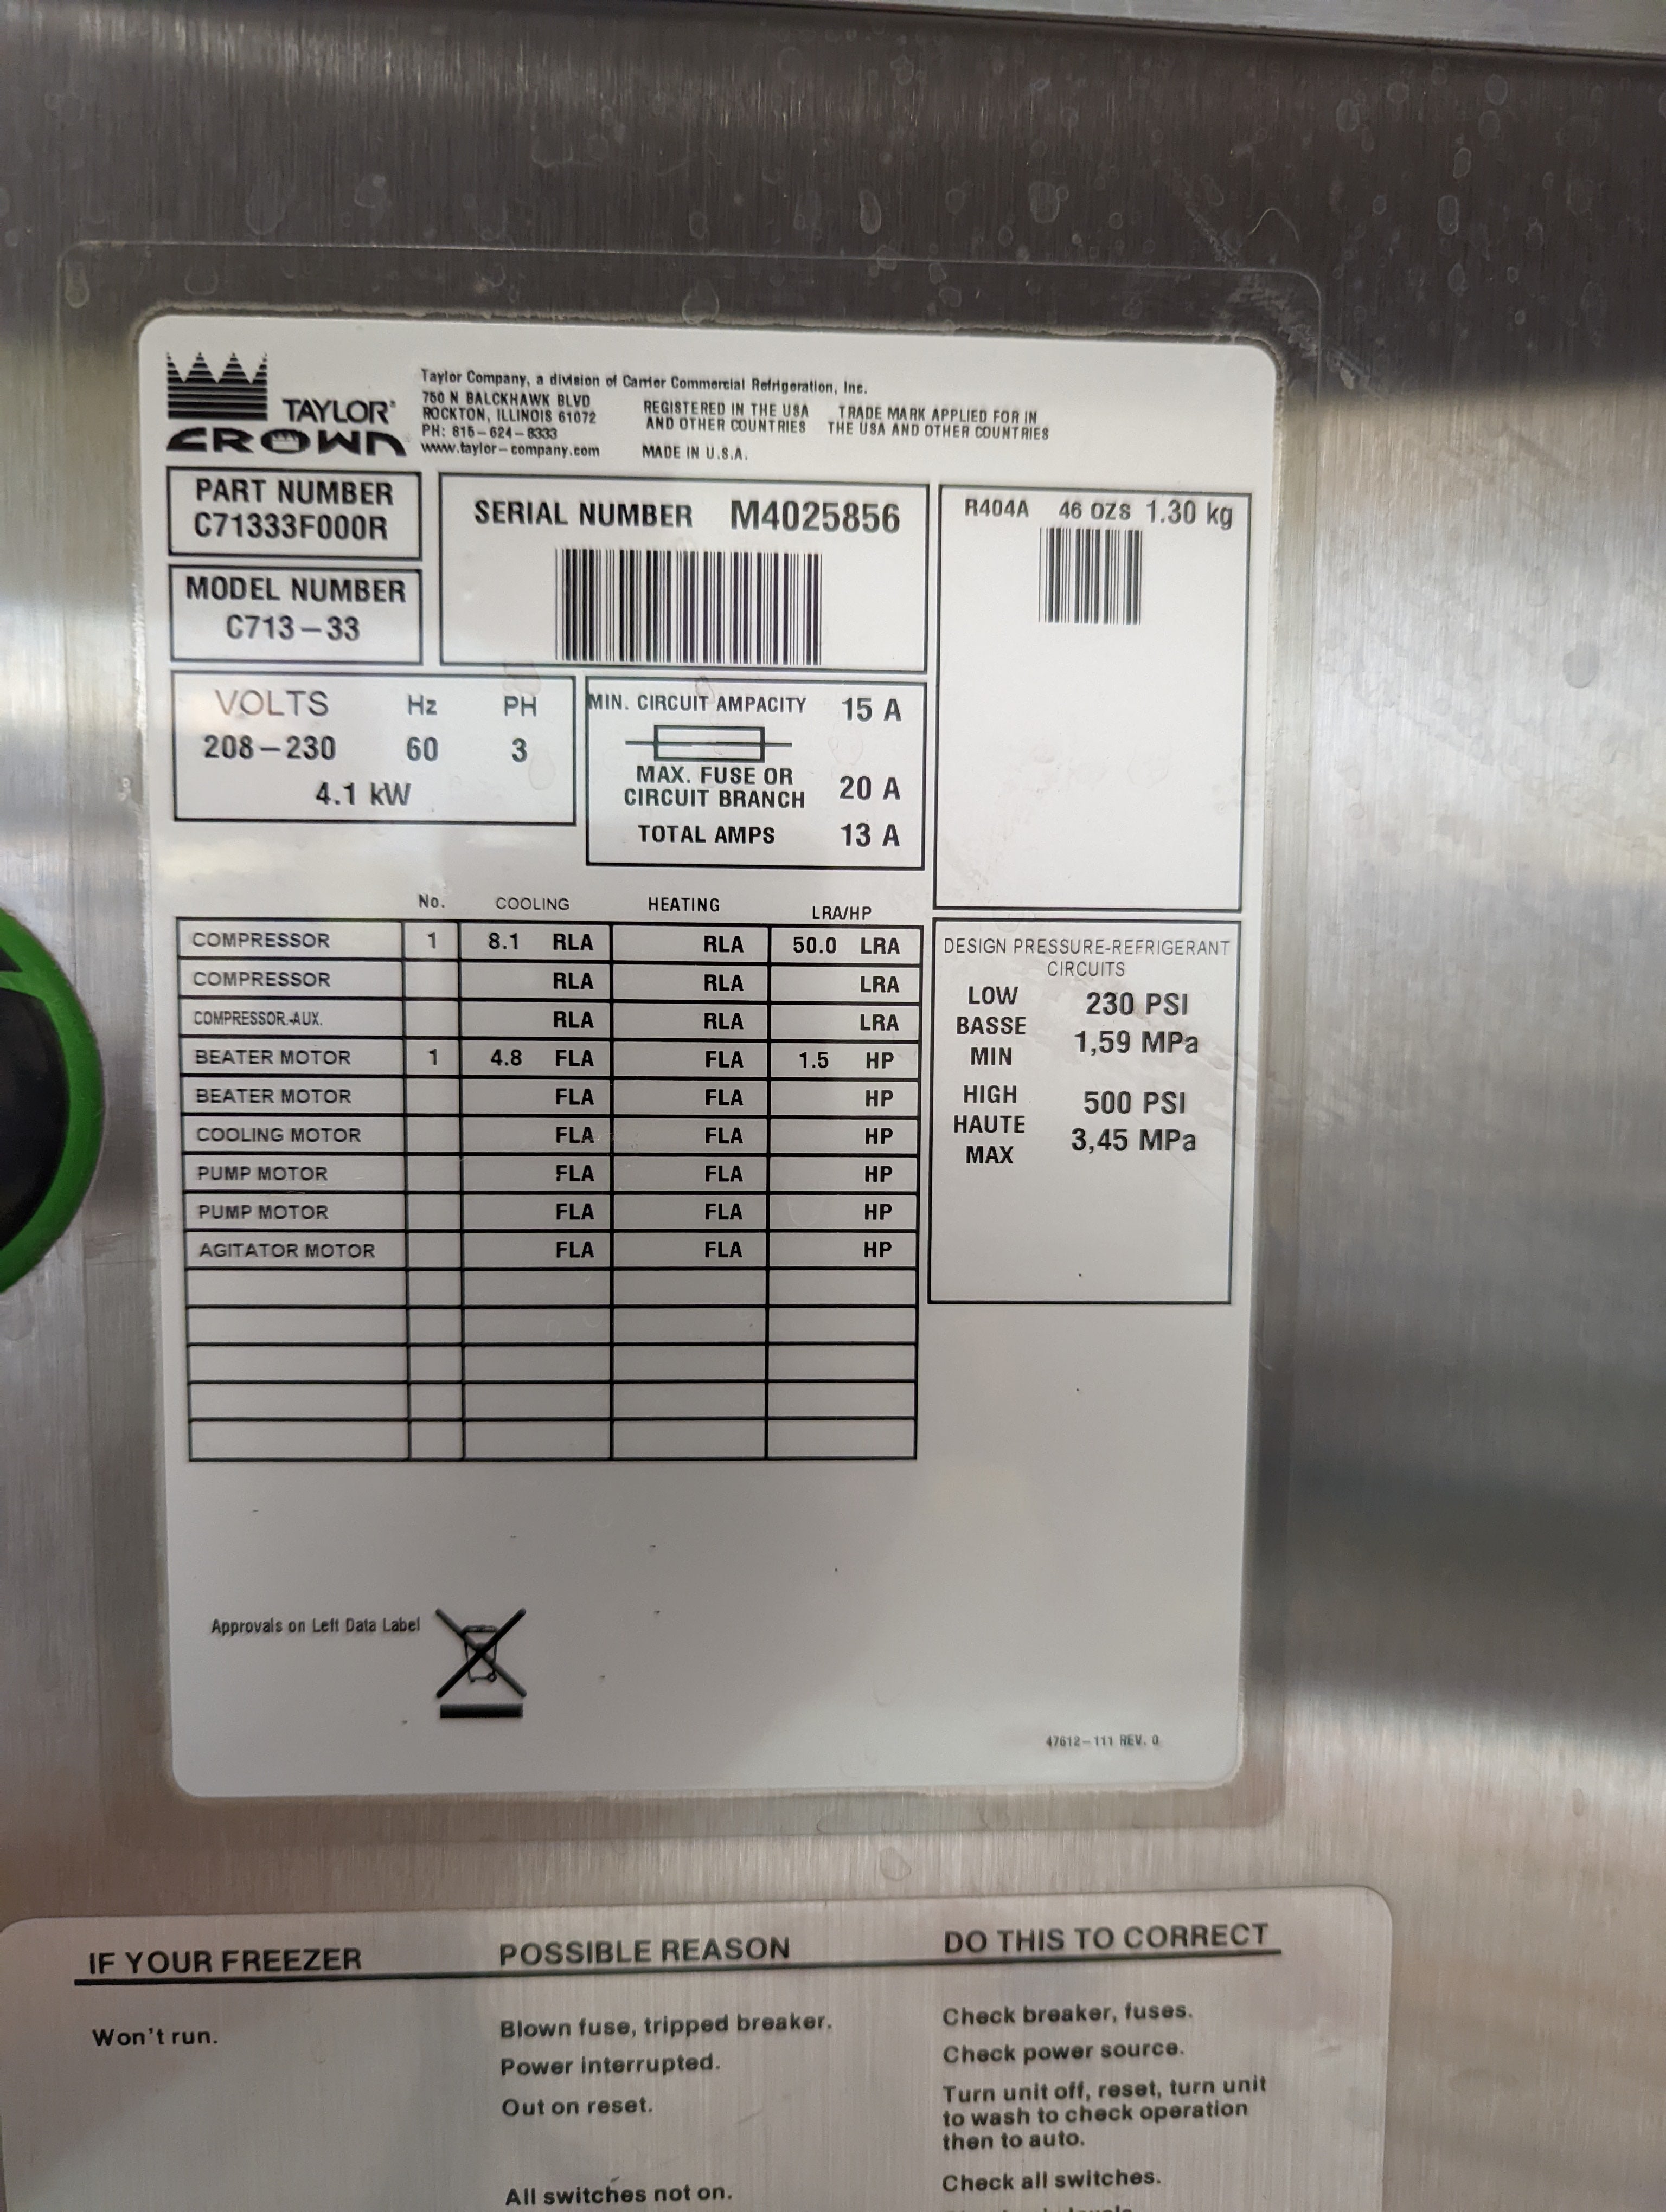 TAYLOR®
CROWN
Taylor Company, a division of Carrier Commercial Refrigeration, Inc.
750 N BALCKHAWK BLVD
ROCKTON, ILLINOIS 61072
PH: 815-624-8333
www.taylor-company.com
REGISTERED IN THE USA
AND OTHER COUNTRIES
TRADE MARK APPLIED FOR IN
THE USA AND OTHER COUNTRIES
MADE IN U.S.A.
PART NUMBER
C71333F000R
MODEL NUMBER
C713-33
SERIAL NUMBER M4025856
R404A 46 OZS 1.30 kg
VOLTS Hz PH
208-230 60 3
4.1 kW
MIN. CIRCUIT AMPACITY 15 A
MAX. FUSE OR
CIRCUIT BRANCH 20 A
TOTAL AMPS 13 A
No. COOLING HEATING LRA/HP
COMPRESSOR 1 8.1 RLA RLA 50.0 LRA
COMPRESSOR RLA RLA LRA
COMPRESSOR-AUX. RLA RLA LRA
BEATER MOTOR 1 4.8 FLA FLA 1.5 HP
BEATER MOTOR FLA FLA HP
COOLING MOTOR FLA FLA HP
PUMP MOTOR FLA FLA HP
PUMP MOTOR FLA FLA HP
AGITATOR MOTOR FLA FLA HP
DESIGN PRESSURE-REFRIGERANT
CIRCUITS
LOW 230 PSI
BASSE 1,59 MPa
MIN
HIGH 500 PSI
HAUTE 3,45 MPa
MAX
Approvals on Left Data Label
47612-111 REV. 0
IF YOUR FREEZER POSSIBLE REASON DO THIS TO CORRECT
Won't run. Blown fuse, tripped breaker. Check breaker, fuses.
Power interrupted. Check power source.
Out on reset. Turn unit off, reset, turn unit
to wash to check operation
then to auto.
All switches not on. Check all switches.